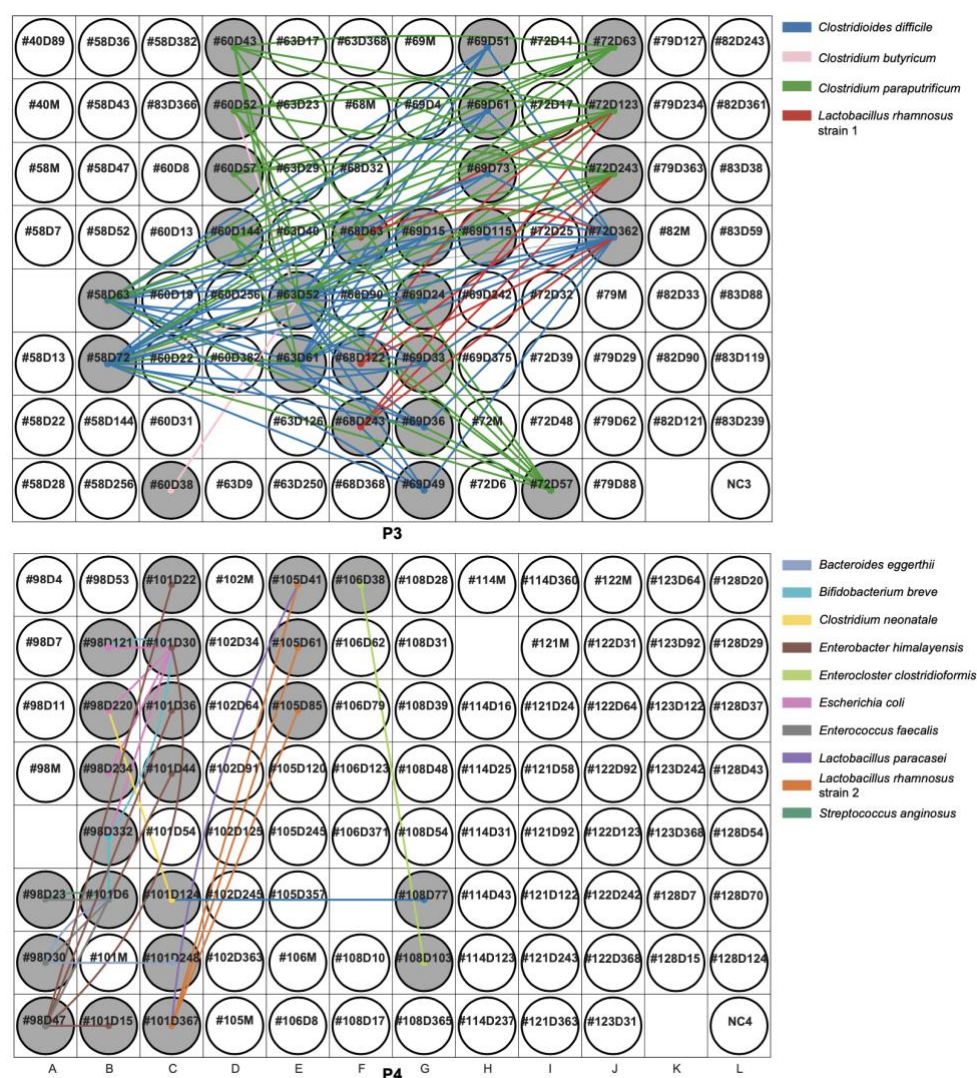 #40D89 #58D36 #58D382 #60D43 #63D17 #63D368 #69M #69D51 #72D11 #72D63 #79D127 #82D243
#40M #58D43 #83D366 #60D52 #63D23 #68M #69D4 #69D61 #72D17 #72D123 #79D234 #82D361
#58M #58D47 #60D8 #60D57 #63D29 #68D32 #69D73 #72D243 #79D363 #83D38
#58D7 #58D52 #60D13 #60D144 #63D40 #68D63 #69D15 #69D115 #72D25 #72D362 #82M #83D59
#58D63 #60D19 #60D256 #63D52 #68D90 #69D24 #69D242 #72D32 #79M #82D33 #83D88
#58D13 #58D72 #60D22 #60D382 #63D61 #68D122 #69D33 #69D375 #72D39 #79D29 #82D90 #83D119
#58D22 #58D144 #60D31 #63D126 #68D243 #69D36 #72M #72D48 #79D62 #82D121 #83D239
#58D28 #58D256 #60D38 #63D9 #63D250 #68D368 #69D49 #72D6 #72D57 #79D88 NC3
P3
Clostridioides difficile
Clostridium butyricum
Clostridium paraputrificum
Lactobacillus rhamnosus
strain 1
#98D4 #98D53 #101D22 #102M #105D41 #106D38 #108D28 #114M #114D360 #122M #123D64 #128D20
#98D7 #98D121 #101D30 #102D34 #105D61 #106D62 #108D31 #121M #122D31 #123D92 #128D29
#98D11 #98D220 #101D36 #102D64 #105D85 #106D79 #108D39 #114D16 #121D24 #122D64 #123D122 #128D37
#98M #98D234 #101D44 #102D91 #105D120 #106D123 #108D48 #114D25 #121D58 #122D92 #123D242 #128D43
#98D332 #101D54 #102D125 #105D245 #106D371 #108D54 #114D31 #121D92 #122D123 #123D368 #128D54
#98D23 #101D6 #101D124 #102D245 #105D357 #108D77 #114D43 #121D122 #122D242 #128D7 #128D70
#98D30 #101M #101D248 #102D363 #106M #108D10 #108D103 #114D123 #121D243 #122D368 #128D15 #128D124
#98D47 #101D15 #101D367 #105M #106D8 #108D17 #108D365 #114D237 #121D363 #123D31 NC4
A B C D E F G H I J K L
P4
Bacteroides eggerthii
Bifidobacterium breve
Clostridium neonatale
Enterobacter himalayensis
Enterocloster clostridioformis
Escherichia coli
Enterococcus faecalis
Lactobacillus paracasei
Lactobacillus rhamnosus
strain 2
Streptococcus anginosus